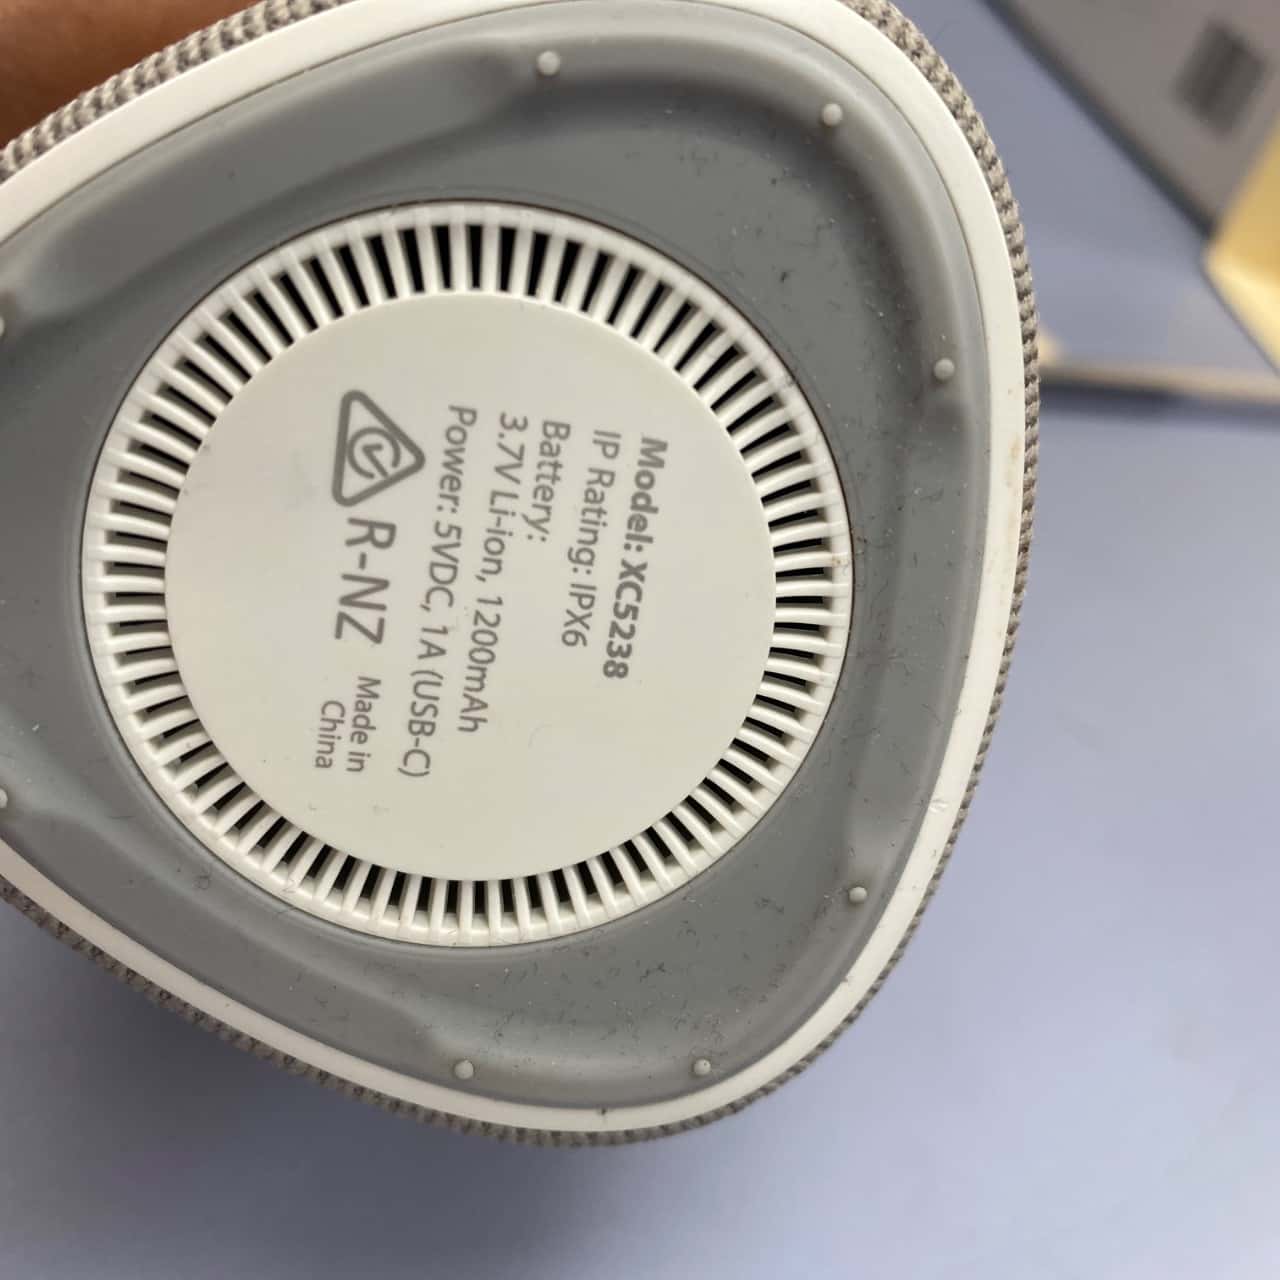 Model: XC5238
IP Rating: IPX6
Battery:
3.7V Li-ion, 1200mAh
Power: 5VDC, 1A (USB-C)
R-NZ
Made in
China